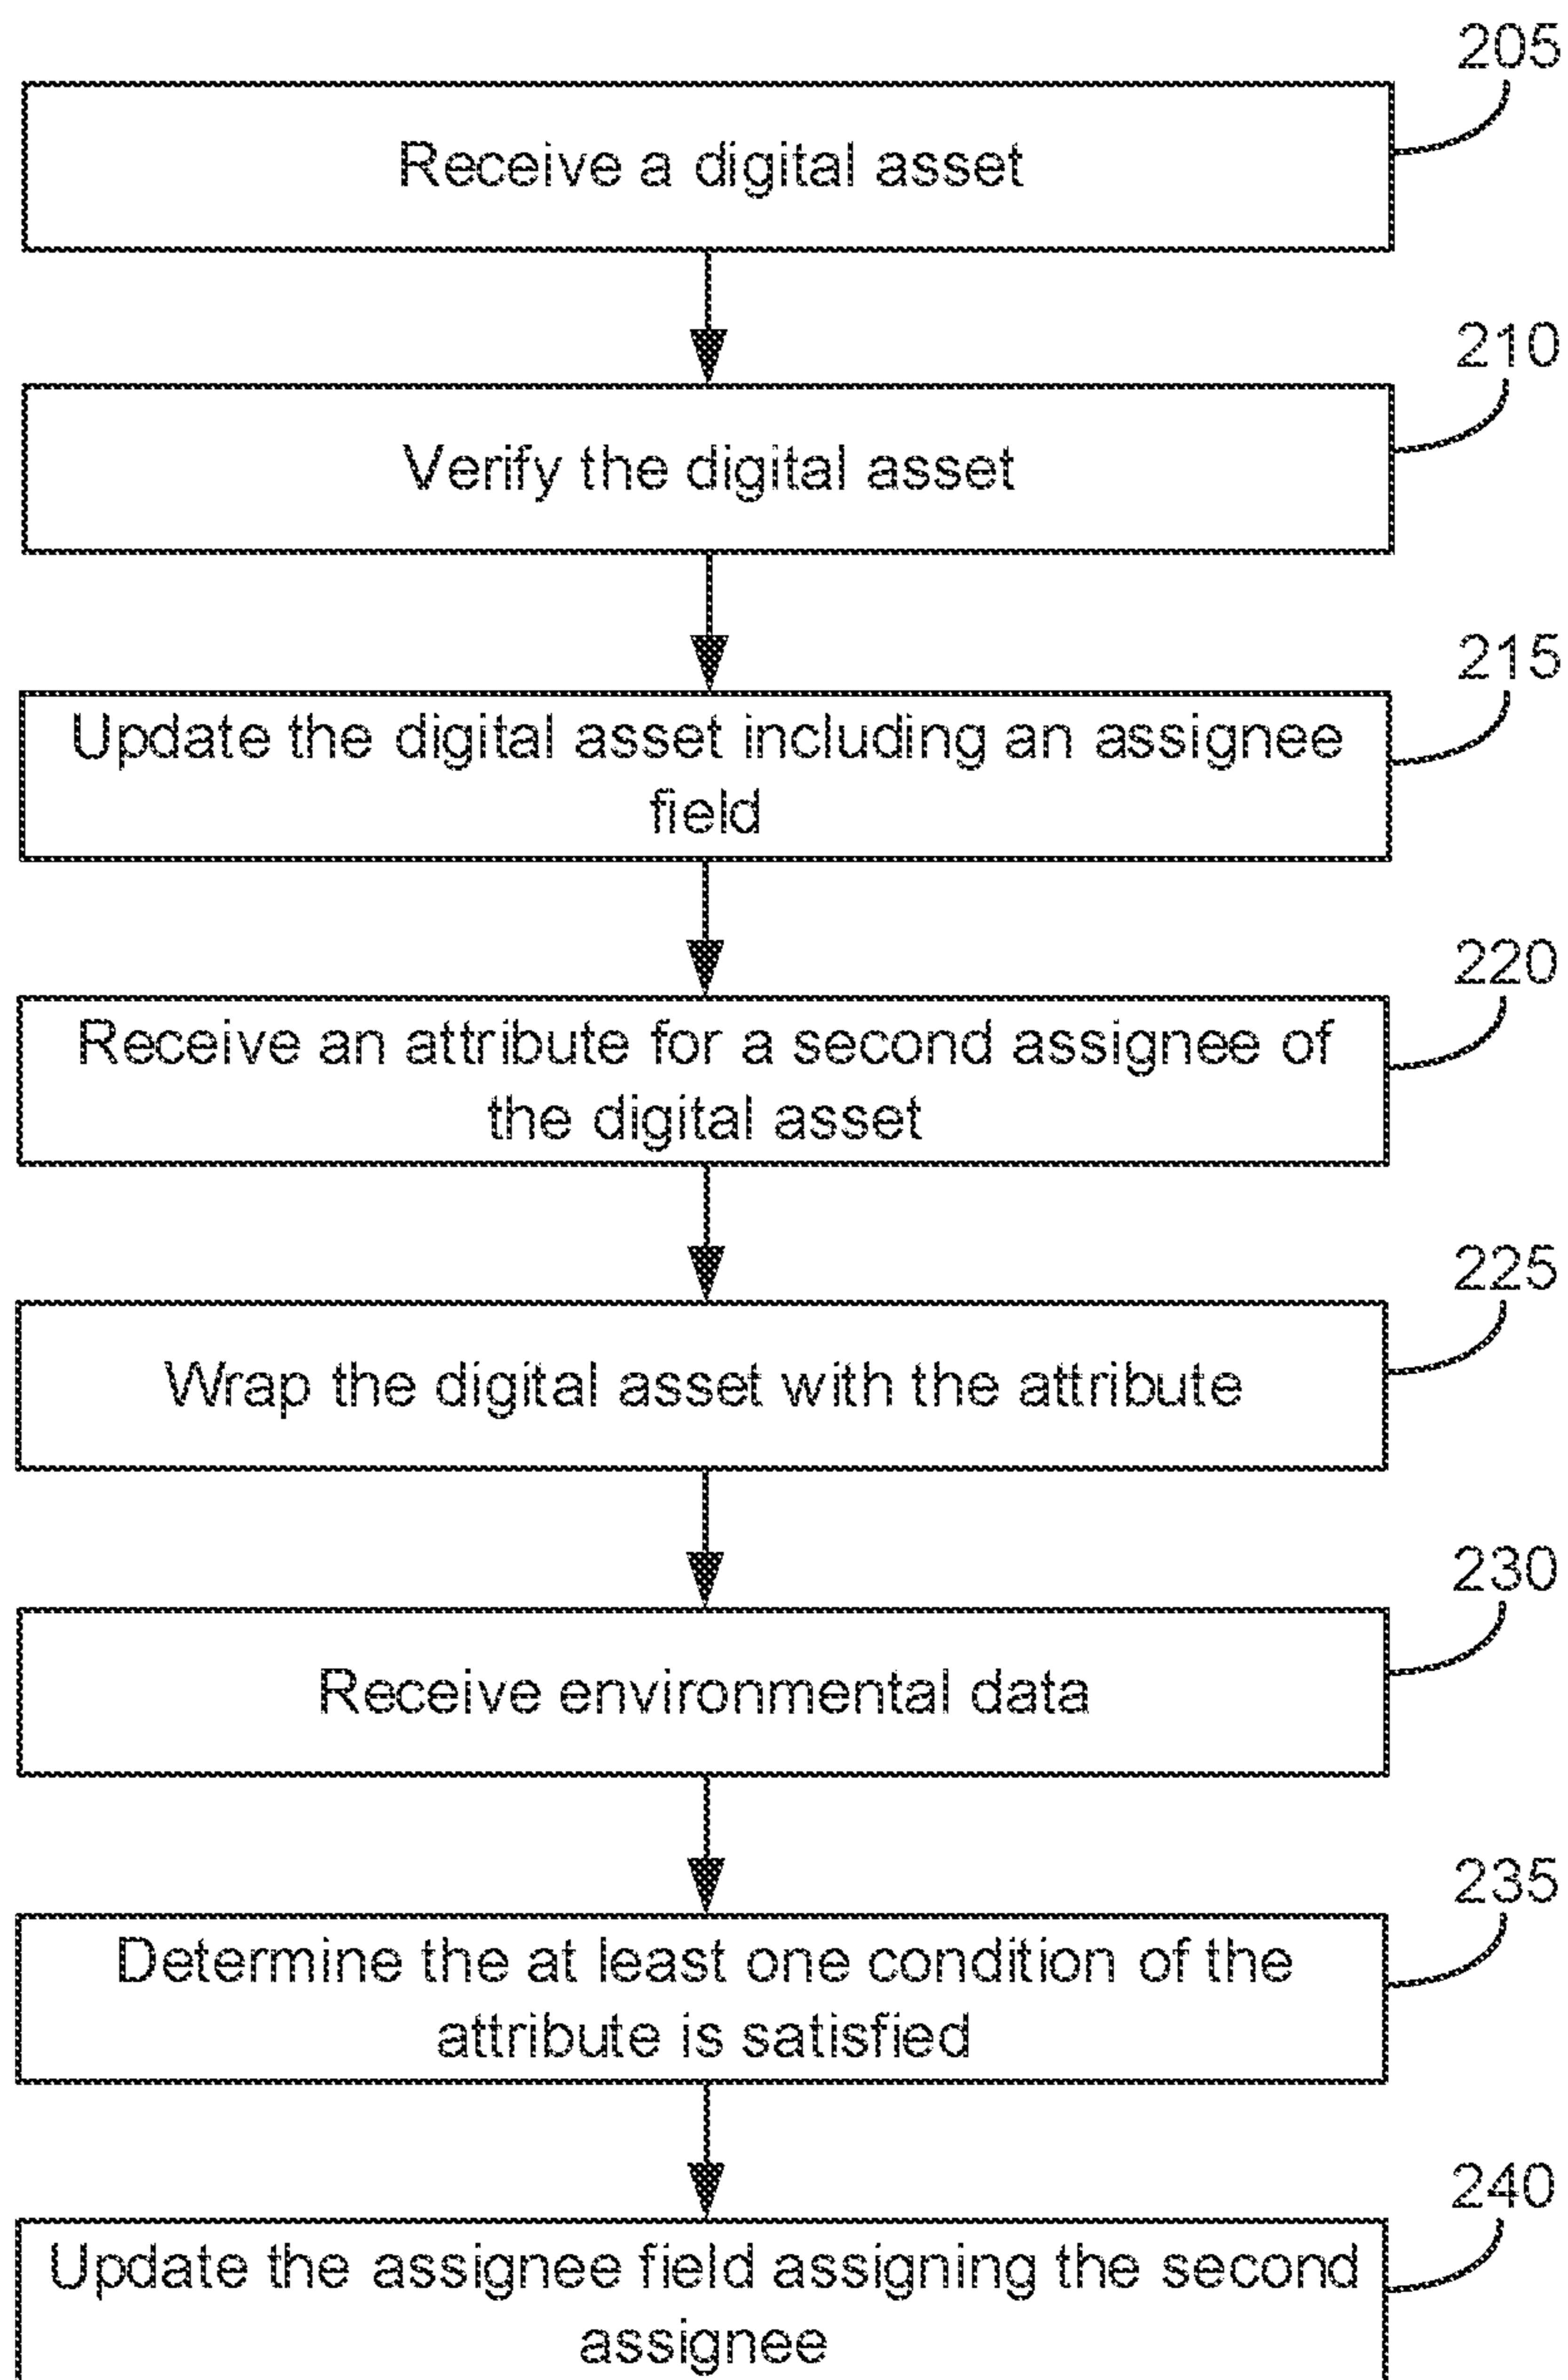 205
Receive a digital asset
210
Verify the digital asset
215
Update the digital asset including an assignee
field
220
Receive an attribute for a second assignee of
the digital asset
225
Wrap the digital asset with the attribute
230
Receive environmental data
235
Determine the at least one condition of the
attribute is satisfied
240
Update the assignee field assigning the second
assignee